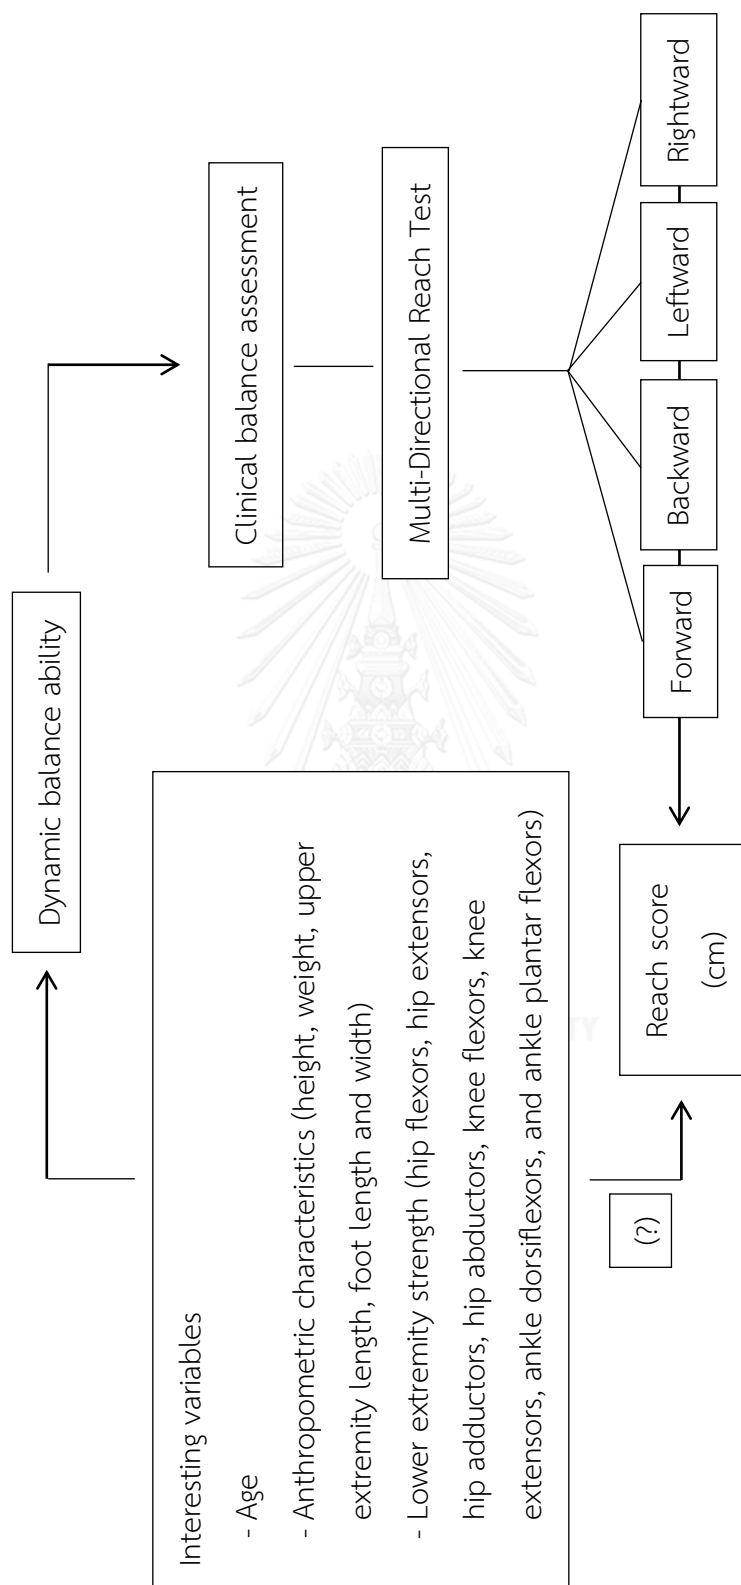 Dynamic balance ability
Interesting variables
- Age
- Anthropometric characteristics (height, weight, upper
extremity length, foot length and width)
- Lower extremity strength (hip flexors, hip extensors,
hip adductors, hip abductors, knee flexors, knee
extensors, ankle dorsiflexors, and ankle plantar flexors)
Clinical balance assessment
Multi-Directional Reach Test
Forward
Backward
Leftward
Rightward
Reach score
(cm)
(?)
TY